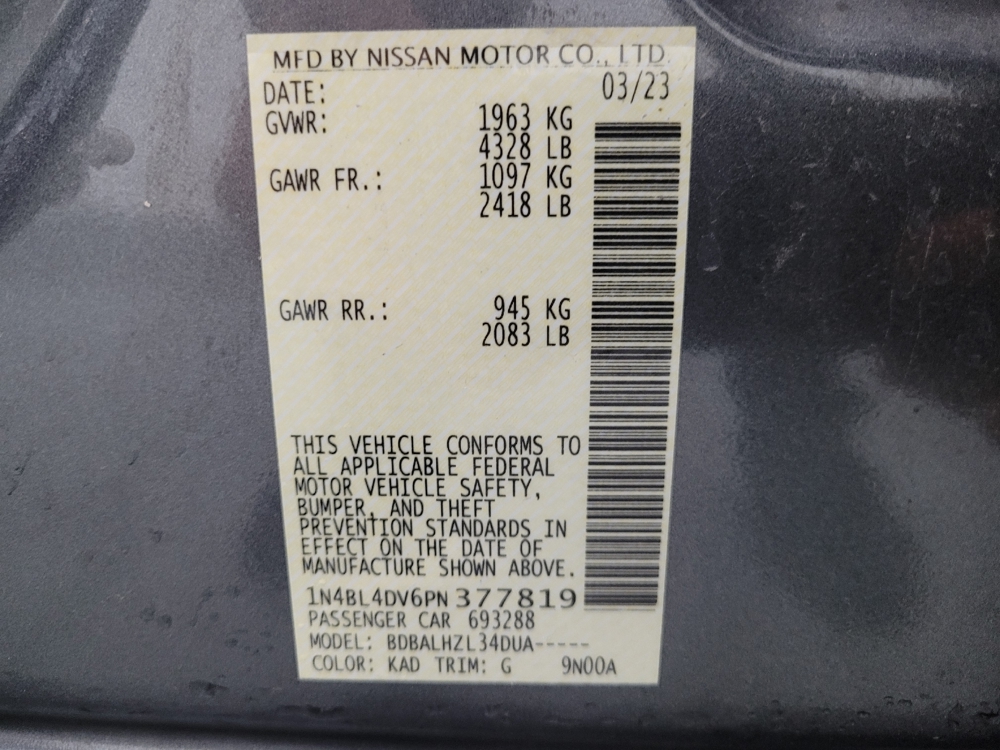 MFD BY NISSAN MOTOR CO., LTD.
DATE: 03/23
GVWR: 1963 KG
4328 LB
GAWR FR.: 1097 KG
2418 LB
GAWR RR.: 945 KG
2083 LB
THIS VEHICLE CONFORMS TO
ALL APPLICABLE FEDERAL
MOTOR VEHICLE SAFETY,
BUMPER, AND THEFT
PREVENTION STANDARDS IN
EFFECT ON THE DATE OF
MANUFACTURE SHOWN ABOVE.
1N4BL4DV6PN377819
PASSENGER CAR 693288
MODEL: BDBALHZL34DUA-----
COLOR: KAD TRIM: G 9N00A